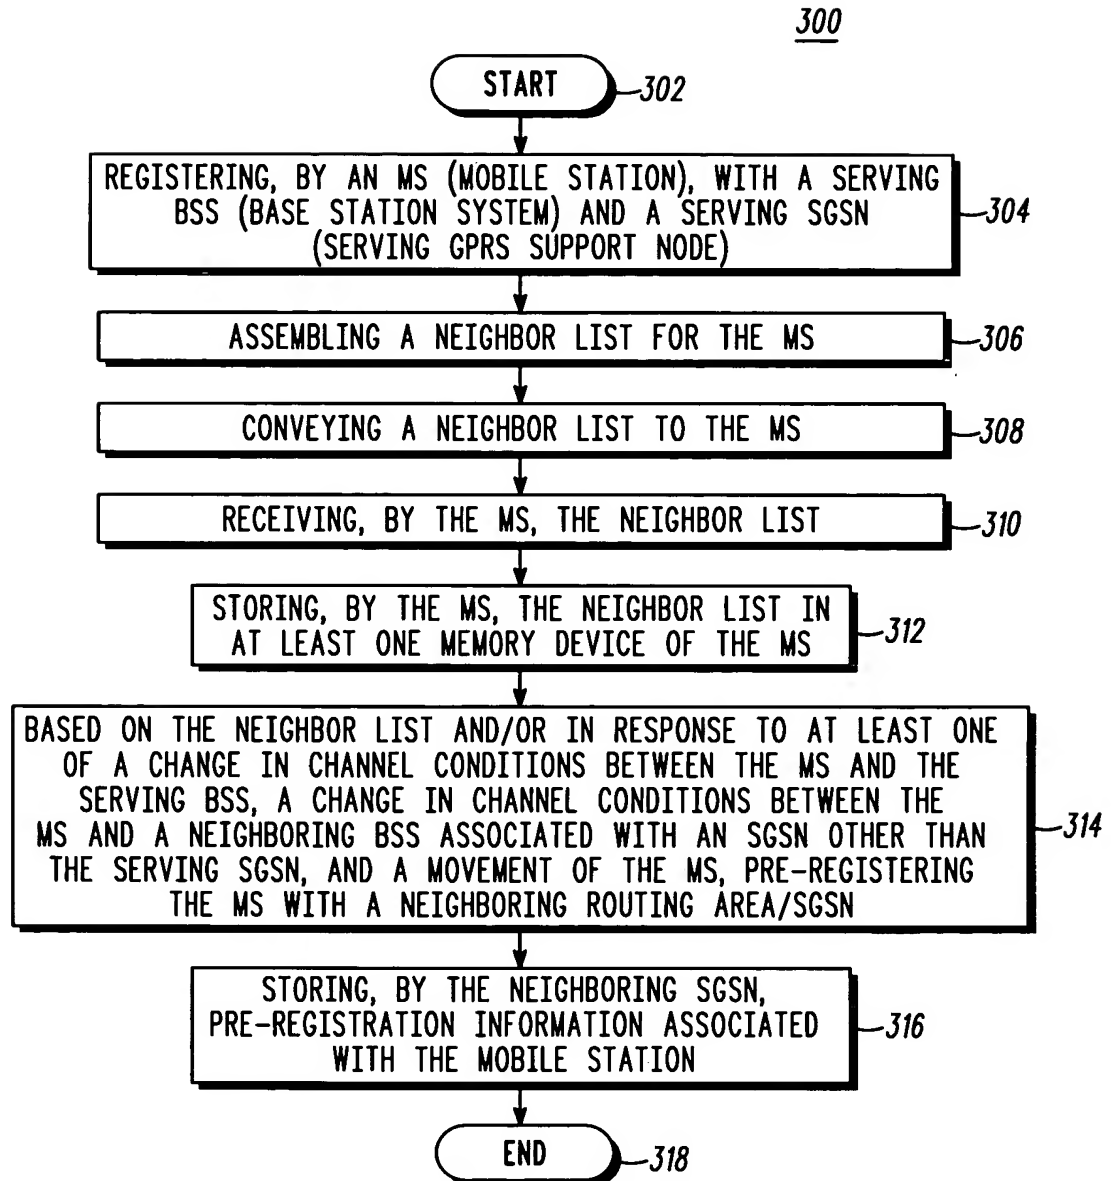 300
START
302
REGISTERING, BY AN MS (MOBILE STATION), WITH A SERVING
BSS (BASE STATION SYSTEM) AND A SERVING SGSN
(SERVING GPRS SUPPORT NODE)
304
ASSEMBLING A NEIGHBOR LIST FOR THE MS
306
CONVEYING A NEIGHBOR LIST TO THE MS
308
RECEIVING, BY THE MS, THE NEIGHBOR LIST
310
STORING, BY THE MS, THE NEIGHBOR LIST IN
AT LEAST ONE MEMORY DEVICE OF THE MS
312
BASED ON THE NEIGHBOR LIST AND/OR IN RESPONSE TO AT LEAST ONE
OF A CHANGE IN CHANNEL CONDITIONS BETWEEN THE MS AND THE
SERVING BSS, A CHANGE IN CHANNEL CONDITIONS BETWEEN THE
MS AND A NEIGHBORING BSS ASSOCIATED WITH AN SGSN OTHER THAN
THE SERVING SGSN, AND A MOVEMENT OF THE MS, PRE-REGISTERING
THE MS WITH A NEIGHBORING ROUTING AREA/SGSN
314
STORING, BY THE NEIGHBORING SGSN,
PRE-REGISTRATION INFORMATION ASSOCIATED
WITH THE MOBILE STATION
316
END
318